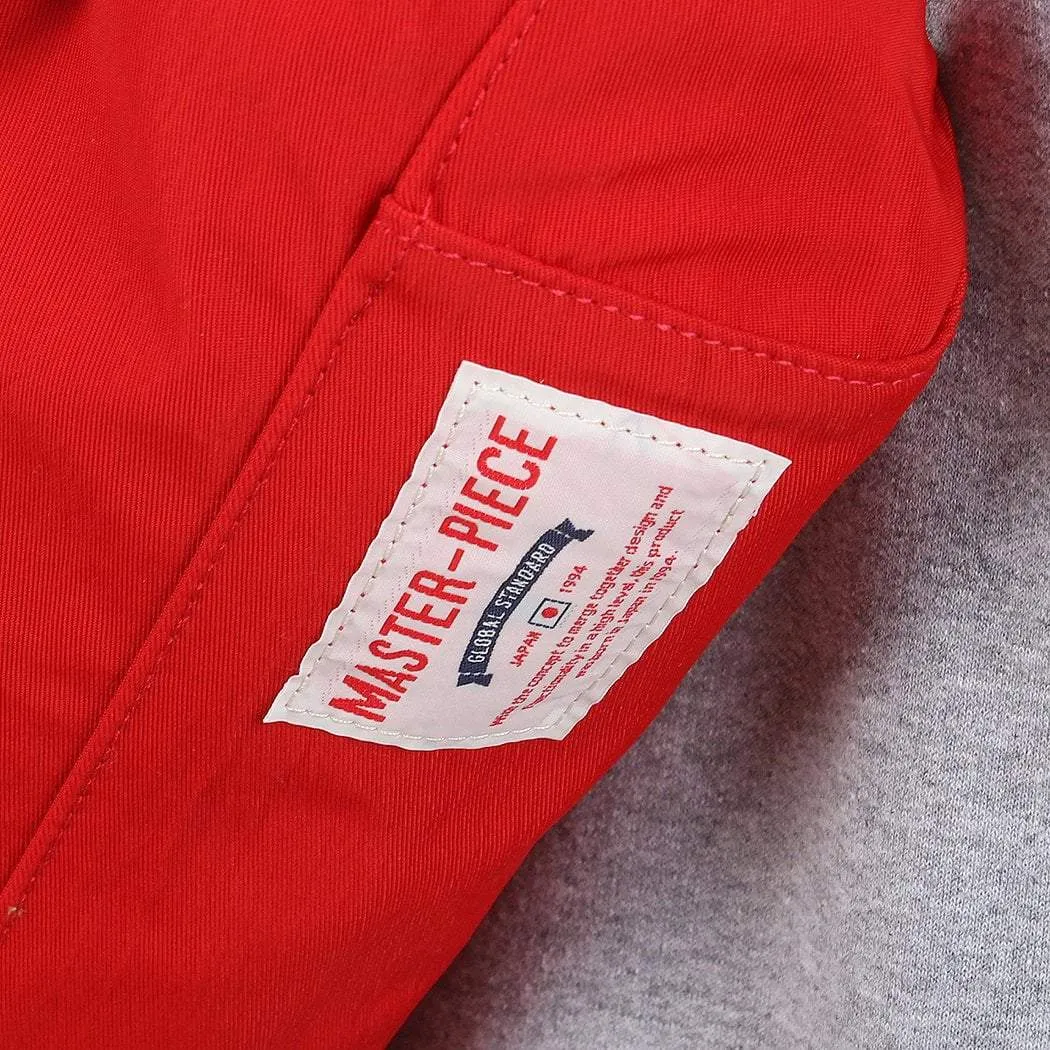 MASTER-PIECE
GLOBAL STANDARD
JAPAN 1994
With the concept to merge together design and
functionality in a high level, this product
was born in Japan in 1994.